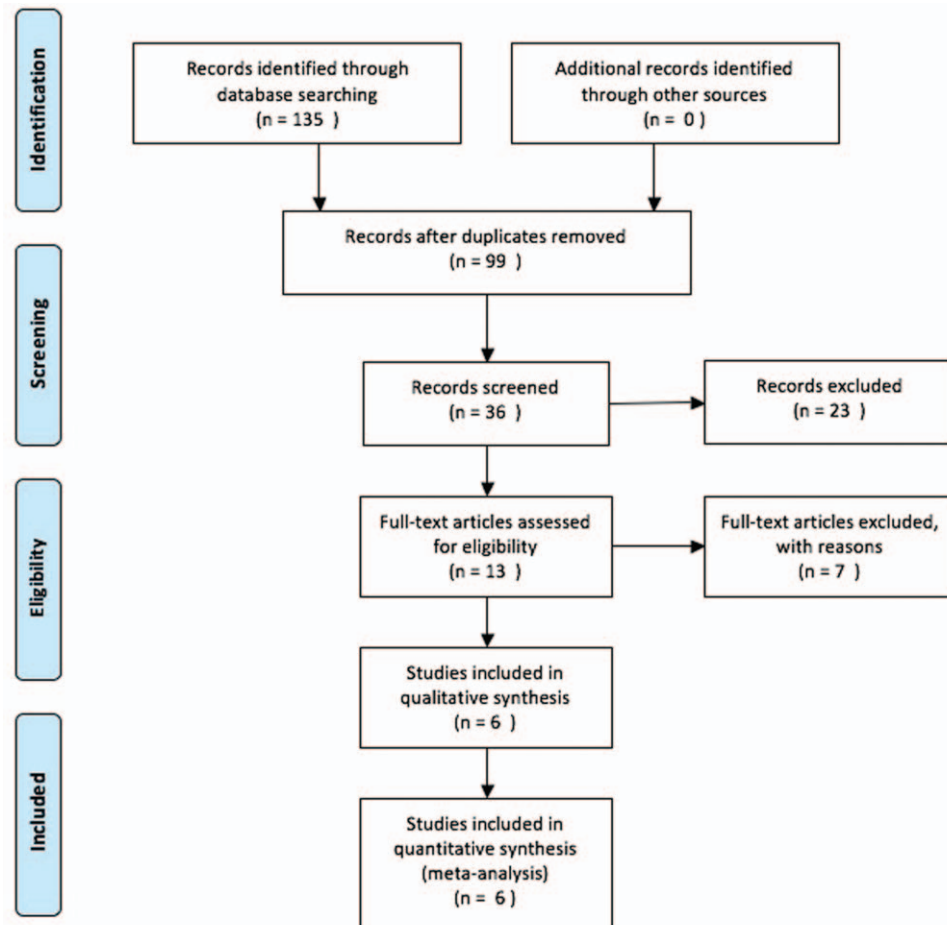 Identification
Records identified through
database searching
(n = 135 )
Additional records identified
through other sources
(n = 0 )
Records after duplicates removed
(n = 99 )
Screening
Records screened
(n = 36 )
Records excluded
(n = 23 )
Eligibility
Full-text articles assessed
for eligibility
(n = 13 )
Full-text articles excluded,
with reasons
(n = 7 )
Studies included in
qualitative synthesis
(n = 6 )
Included
Studies included in
quantitative synthesis
(meta-analysis)
(n = 6 )